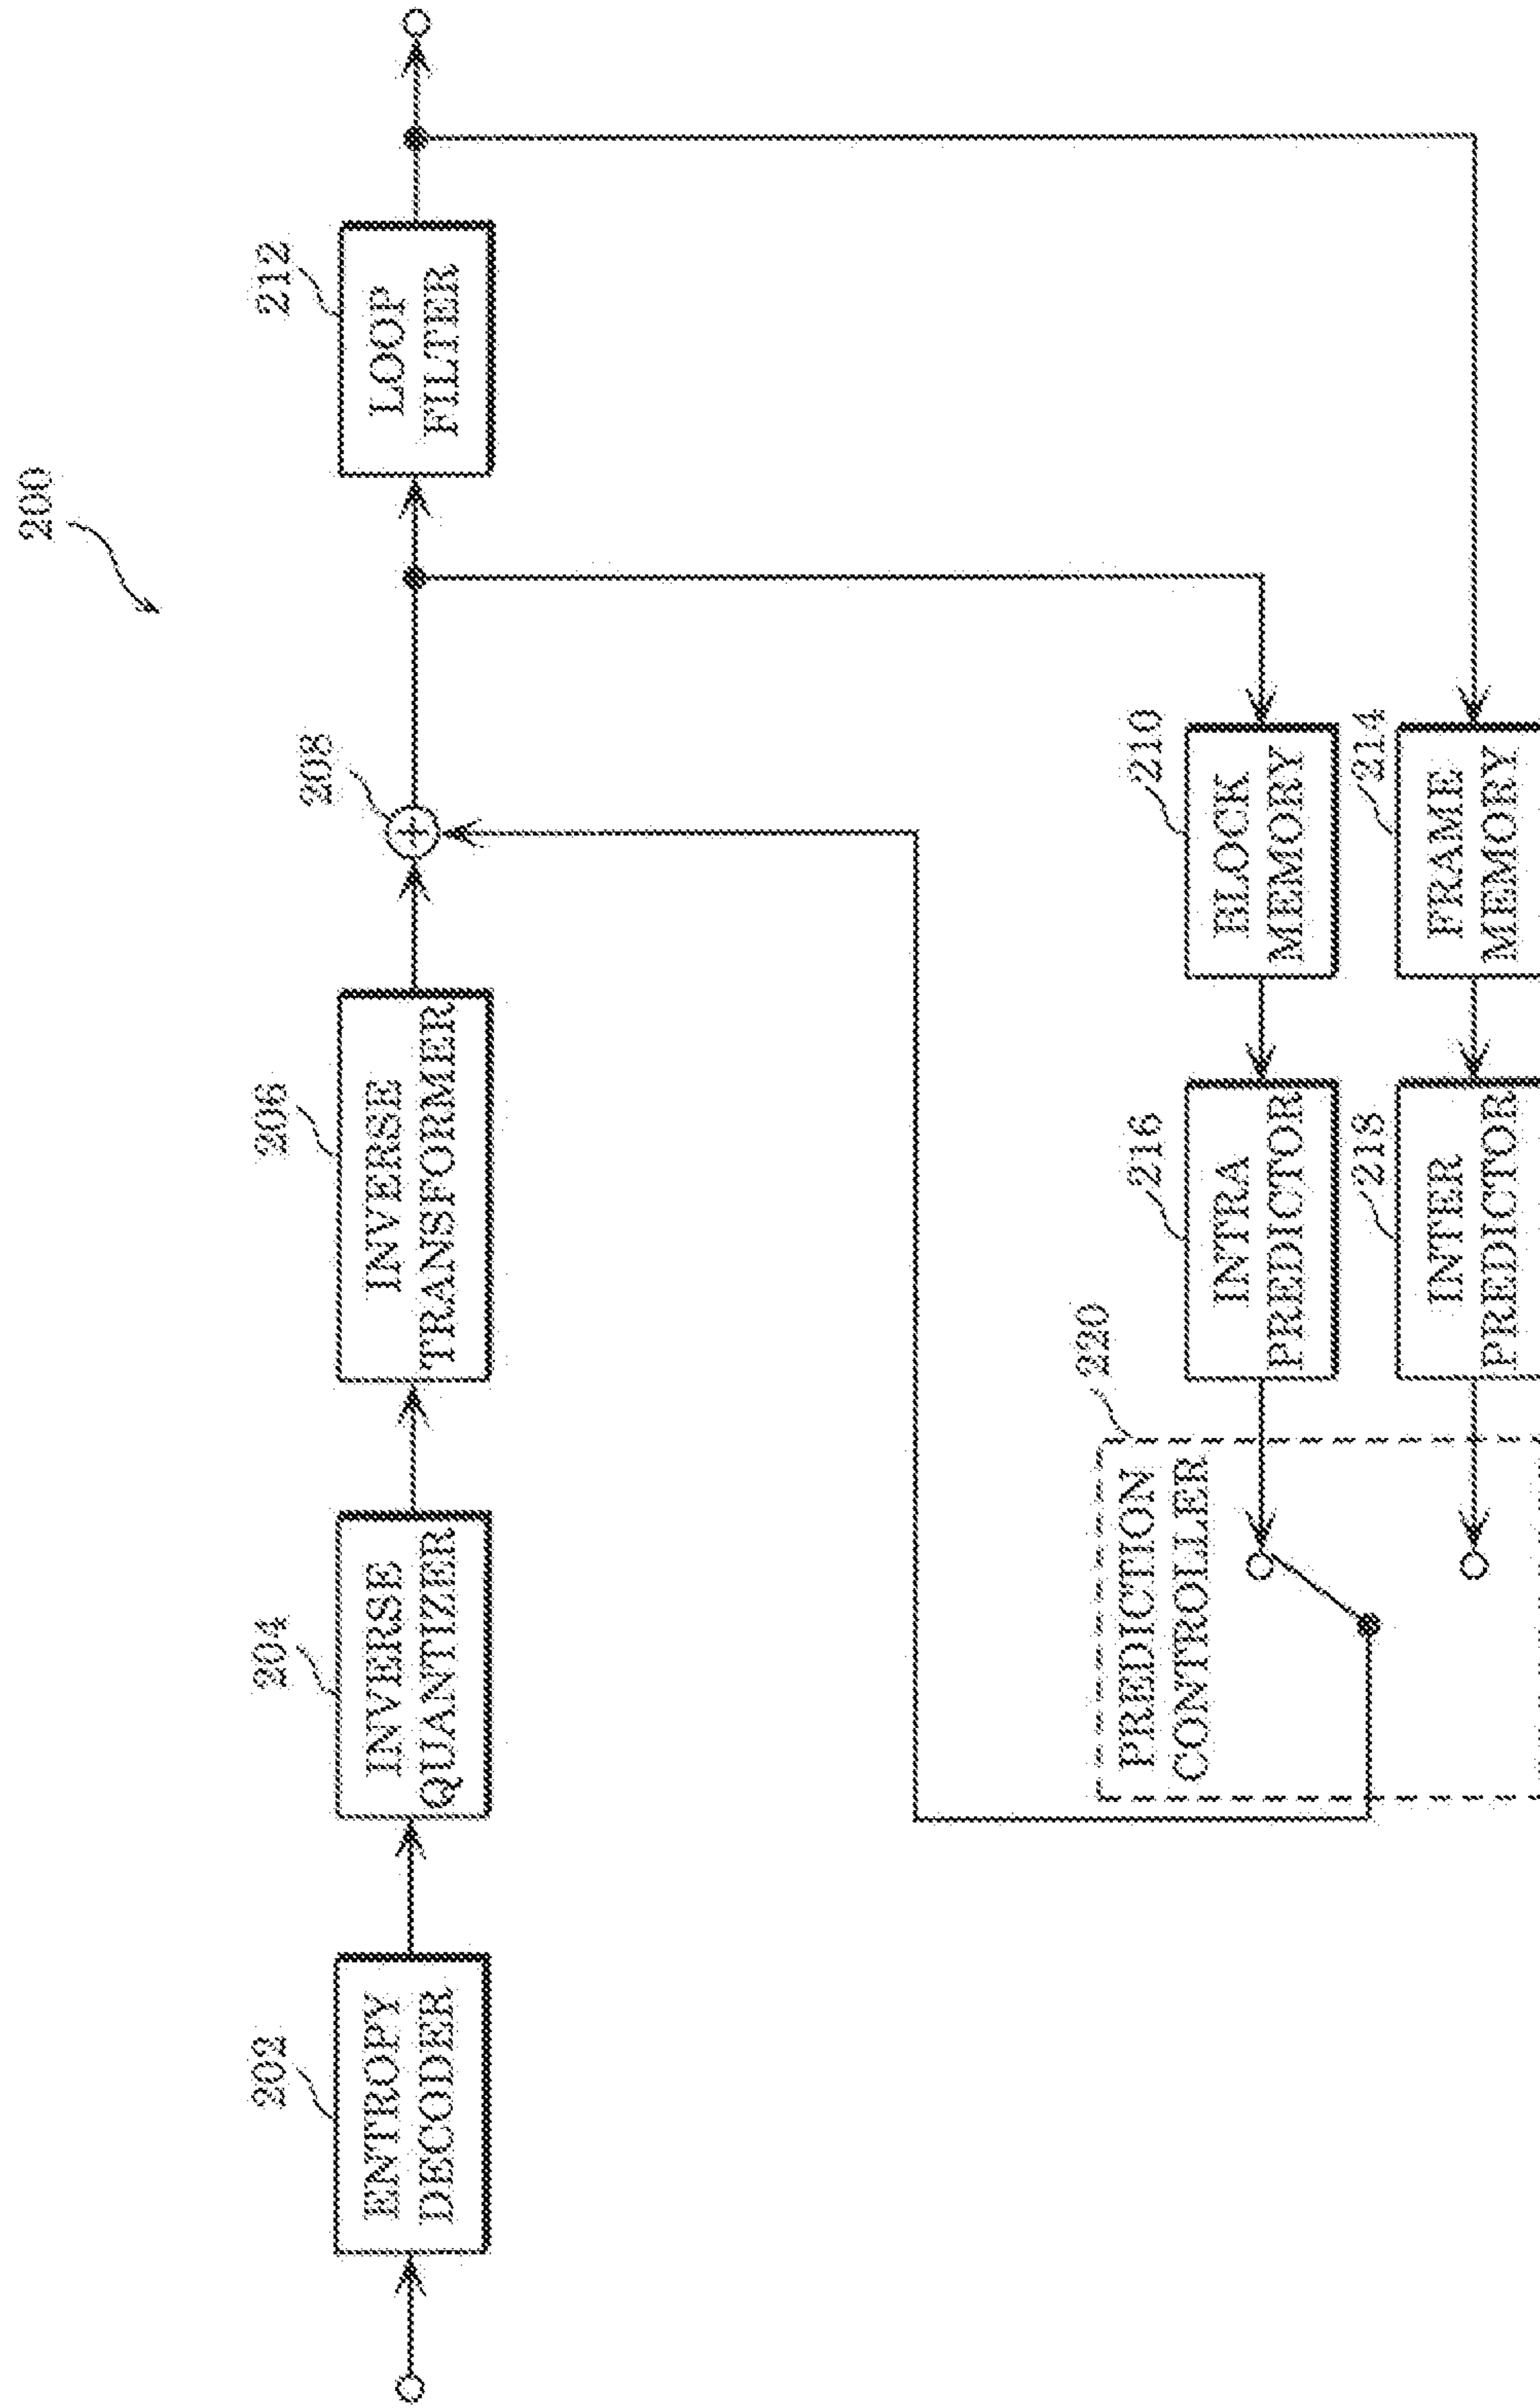 200
202
ENTROPY
DECODER
204
INVERSE
QUANTIZER
206
INVERSE
TRANSFORMER
208
+
212
LOOP
FILTER
220
PREDICTION
CONTROLLER
216
INTRA
PREDICTOR
210
BLOCK
MEMORY
218
INTER
PREDICTOR
214
FRAME
MEMORY